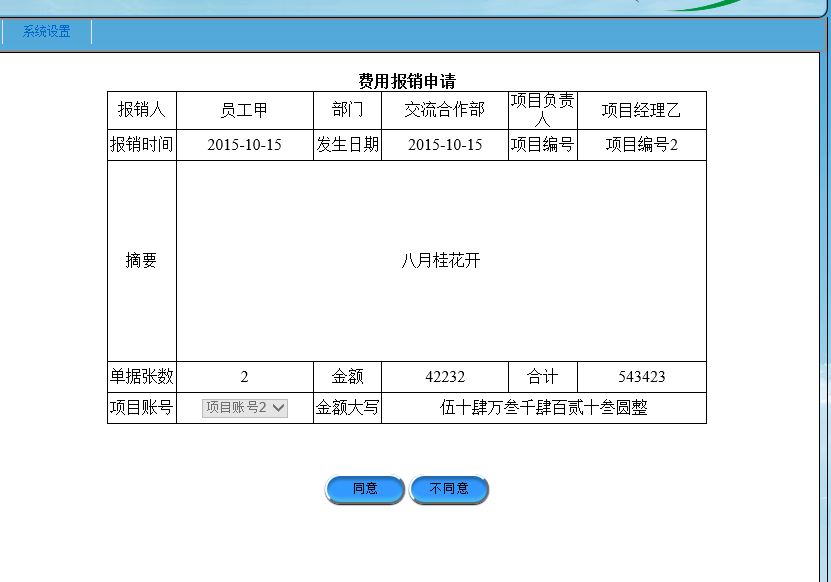 系统设置
费用报销申请
报销人 员工甲 部门 交流合作部 项目负责人 项目经理乙
报销时间 2015-10-15 发生日期 2015-10-15 项目编号 项目编号2
摘要 八月桂花开
单据张数 2 金额 42232 合计 543423
项目账号 项目账号2 金额大写 伍十肆万叁千肆百贰十叁圆整
同意 不同意